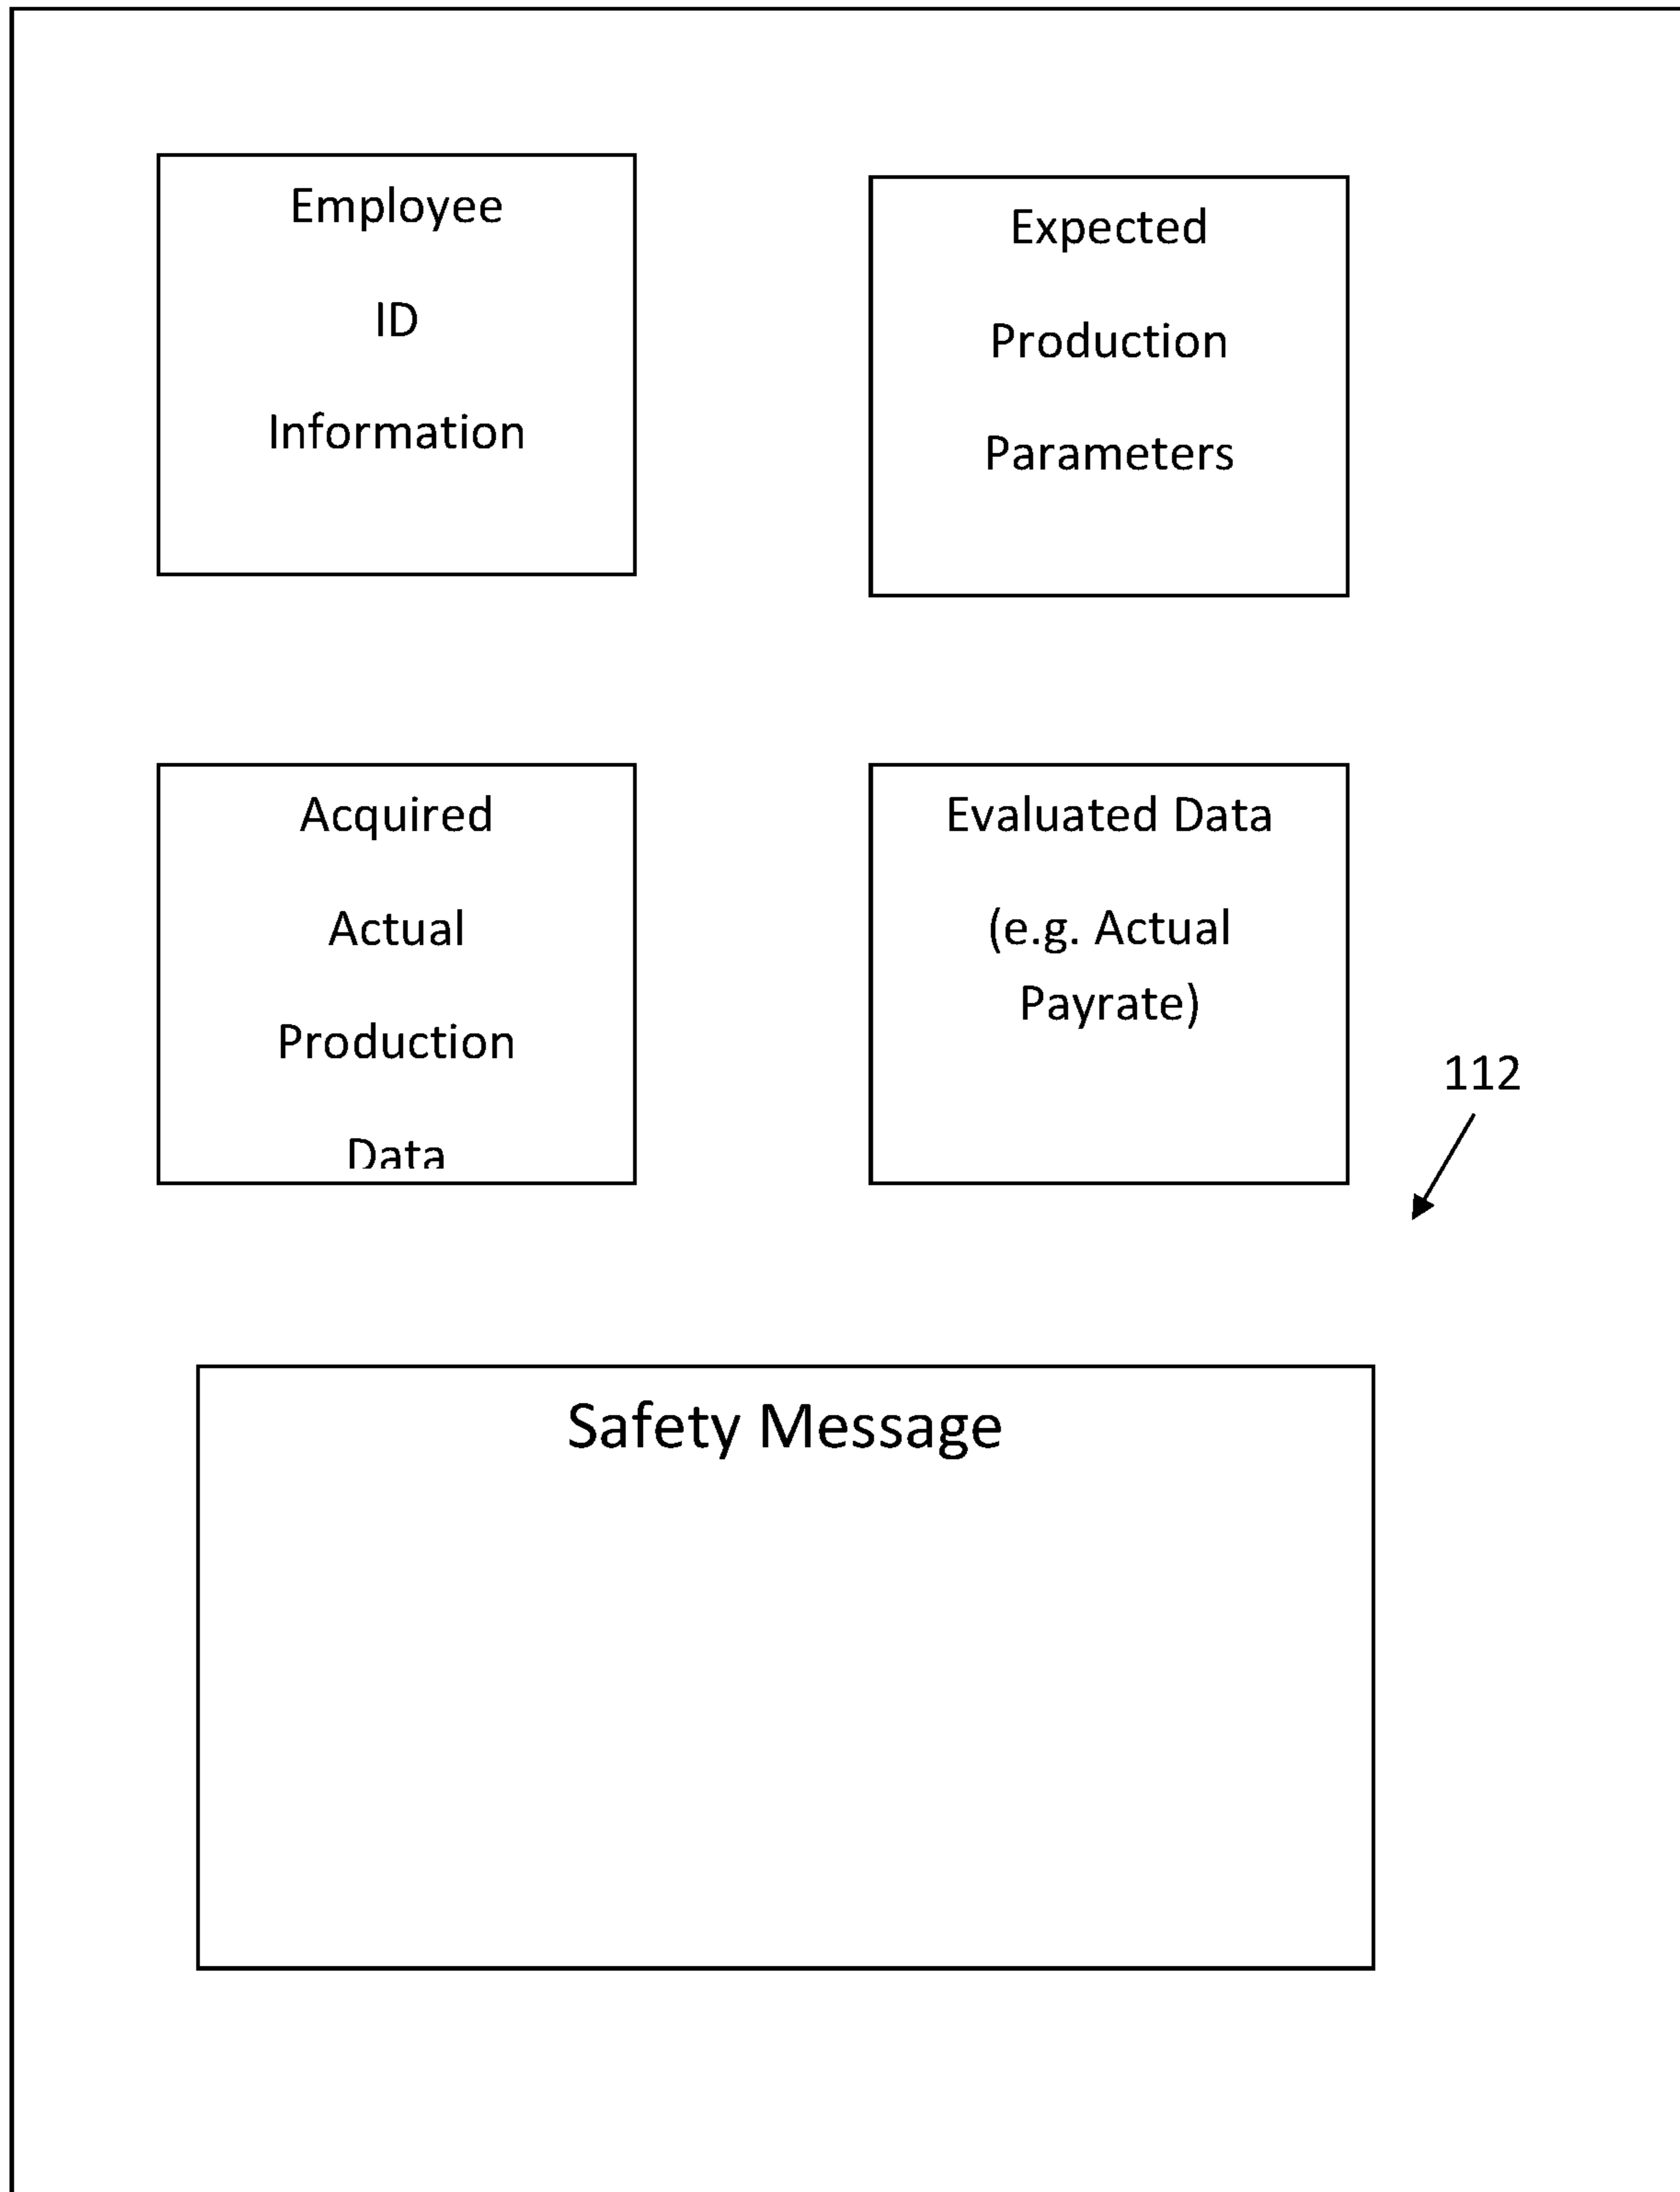 Employee
ID
Information
Expected
Production
Parameters
Acquired
Actual
Production
Data
Evaluated Data
(e.g. Actual
Payrate)
112
Safety Message